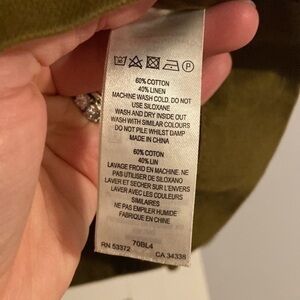 60% COTTON
40% LINEN
MACHINE WASH COLD. DO NOT
USE SILOXANE
WASH AND DRY INSIDE OUT
WASH WITH SIMILAR COLOURS
DO NOT PILE WHILST DAMP
MADE IN CHINA
60% COTON
40% LIN
LAVAGE FROID EN MACHINE. NE
PAS UTILISER DE SILOXANO
LAVER ET SECHER SUR L'ENVERS
LAVER AVEC LES COULEURS
SIMILAIRES
NE PAS EMPILER HUMIDE
FABRIQUE EN CHINE
70BL4
RN 53372 CA 34338